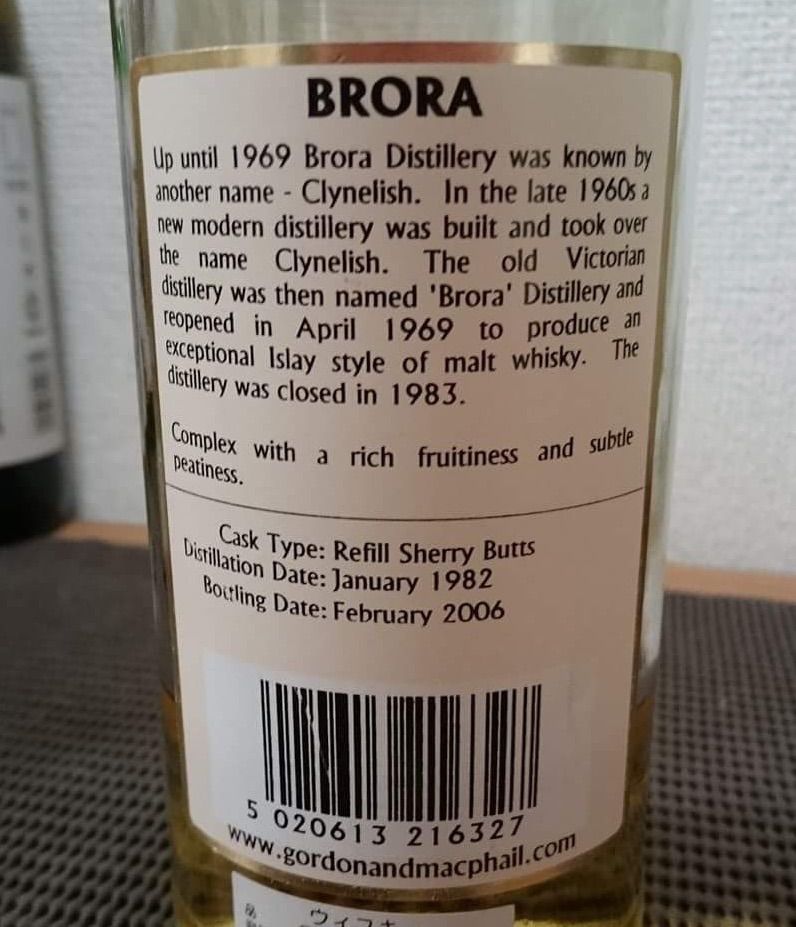 BRORA
Up until 1969 Brora Distillery was known by
another name - Clynelish. In the late 1960s a
new modern distillery was built and took over
the name Clynelish. The old Victorian
distillery was then named 'Brora' Distillery and
reopened in April 1969 to produce an
exceptional Islay style of malt whisky. The
distillery was closed in 1983.
Complex with a rich fruitiness and subtle
peatiness.
Cask Type: Refill Sherry Butts
Distillation Date: January 1982
Bottling Date: February 2006
5 020613 216327
www.gordonandmacphail.com